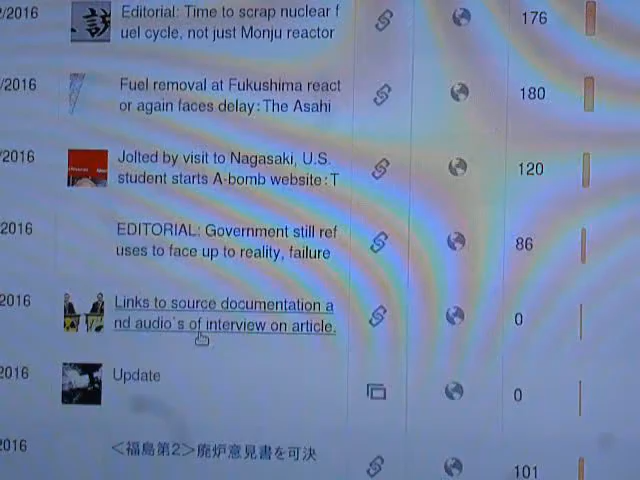 2/2016
Editorial: Time to scrap nuclear f
uel cycle, not just Monju reactor
176
/2016
Fuel removal at Fukushima react
or again faces delay:The Asahi
180
/2016
Jolted by visit to Nagasaki, U.S.
student starts A-bomb website:T
120
2016
EDITORIAL: Government still ref
uses to face up to reality, failure
86
2016
Links to source documentation a
nd audio`s of interview on article.
0
2016
Update
0
2016
＜福島第2＞廃炉意見書を可決
101